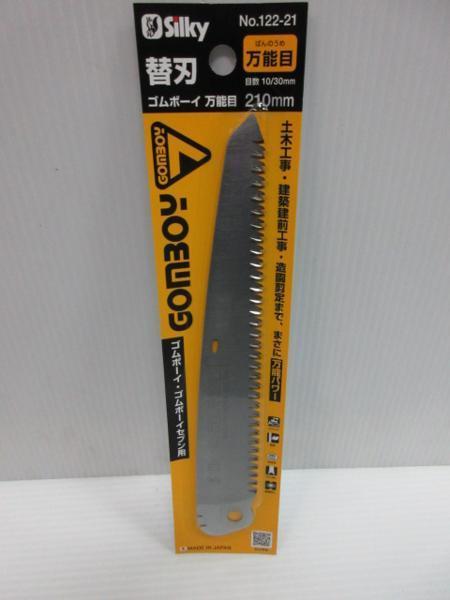 Silky
No.122-21
替刃
ばんのうめ
万能目
目数 10/30mm
ゴムボーイ 万能目 210mm
GOMBOY
GOMBOY
土木工事・建築建前工事・造園剪定まで、まさに万能パワー
ゴムボーイ・ゴムボーイセブン用
MADE IN JAPAN